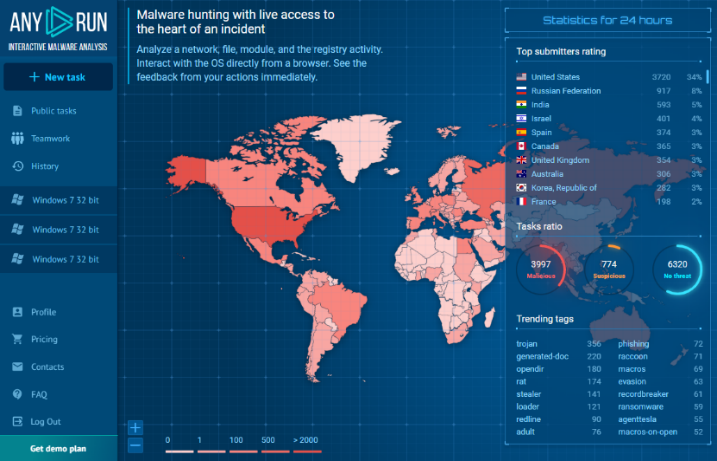 ANY RUN
INTERACTIVE MALWARE ANALYSIS
+ New task
Public tasks
Teamwork
History
Windows 7 32 bit
Windows 7 32 bit
Windows 7 32 bit
Profile
Pricing
Contacts
FAQ
Log Out
Get demo plan
Malware hunting with live access to
the heart of an incident
Analyze a network, file, module, and the registry activity.
Interact with the OS directly from a browser. See the
feedback from your actions immediately.
+
−
0 1 100 500 > 2000
Statistics for 24 hours
Top submitters rating
United States 3720 34%
Russian Federation 917 8%
India 593 5%
Israel 401 4%
Spain 374 3%
Canada 365 3%
United Kingdom 354 3%
Australia 306 3%
Korea, Republic of 282 3%
France 198 2%
Tasks ratio
3997 774 6320
Malicious Suspicious No threat
Trending tags
trojan 356 phishing 72
generated-doc 220 raccoon 71
opendir 180 macros 69
rat 174 evasion 63
stealer 141 recordbreaker 61
loader 121 ransomware 59
redline 90 agenttesla 55
adult 76 macros-on-open 52